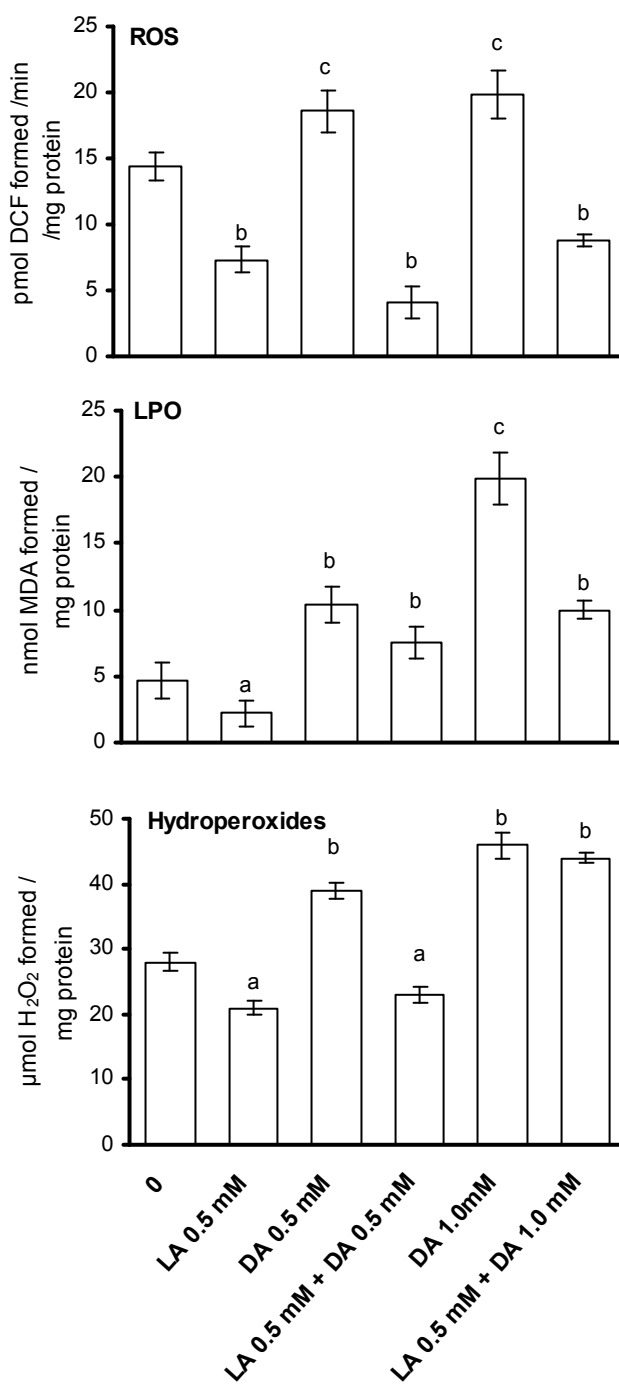 ROS
pmol DCF formed /min
/mg protein
25
20
15
10
5
0
b
c
b
c
b
LPO
nmol MDA formed /
mg protein
25
20
15
10
5
0
a
b
b
c
b
Hydroperoxides
µmol H₂O₂ formed /
mg protein
50
40
30
20
10
0
a
b
a
b
b
0
LA 0.5 mM
DA 0.5 mM
LA 0.5 mM + DA 0.5 mM
DA 1.0mM
LA 0.5 mM + DA 1.0 mM